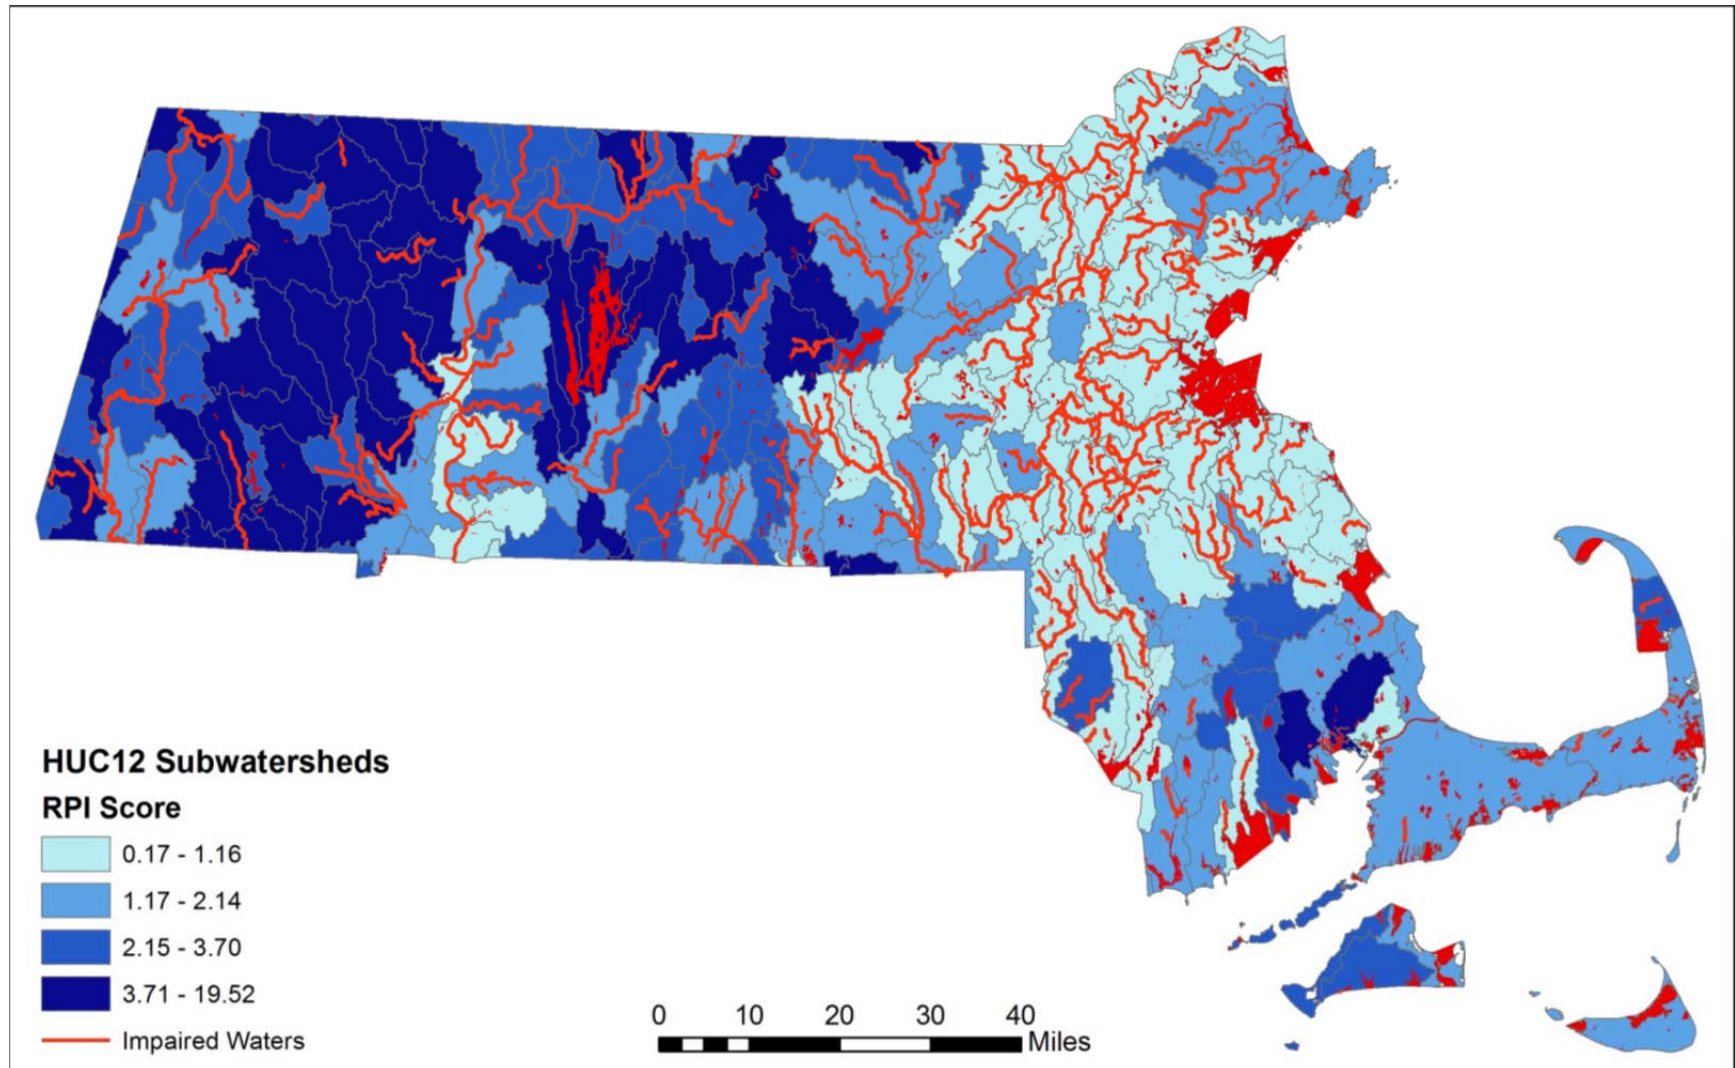 HUC12 Subwatersheds
RPI Score
0.17 - 1.16
1.17 - 2.14
2.15 - 3.70
3.71 - 19.52
Impaired Waters
0 10 20 30 40
Miles